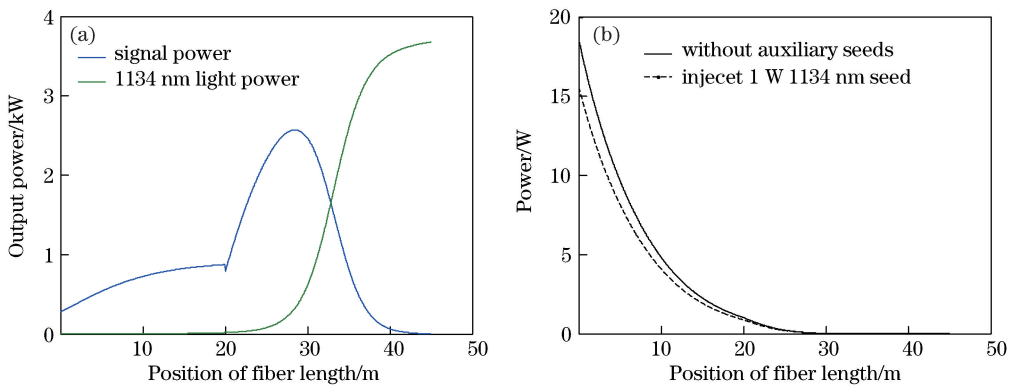 (a)
signal power
1134 nm light power
Output power/kW
4
3
2
1
0
10
20
30
40
50
Position of fiber length/m
(b)
without auxiliary seeds
injecet 1 W 1134 nm seed
Power/W
20
15
10
5
0
10
20
30
40
50
Position of fiber length/m